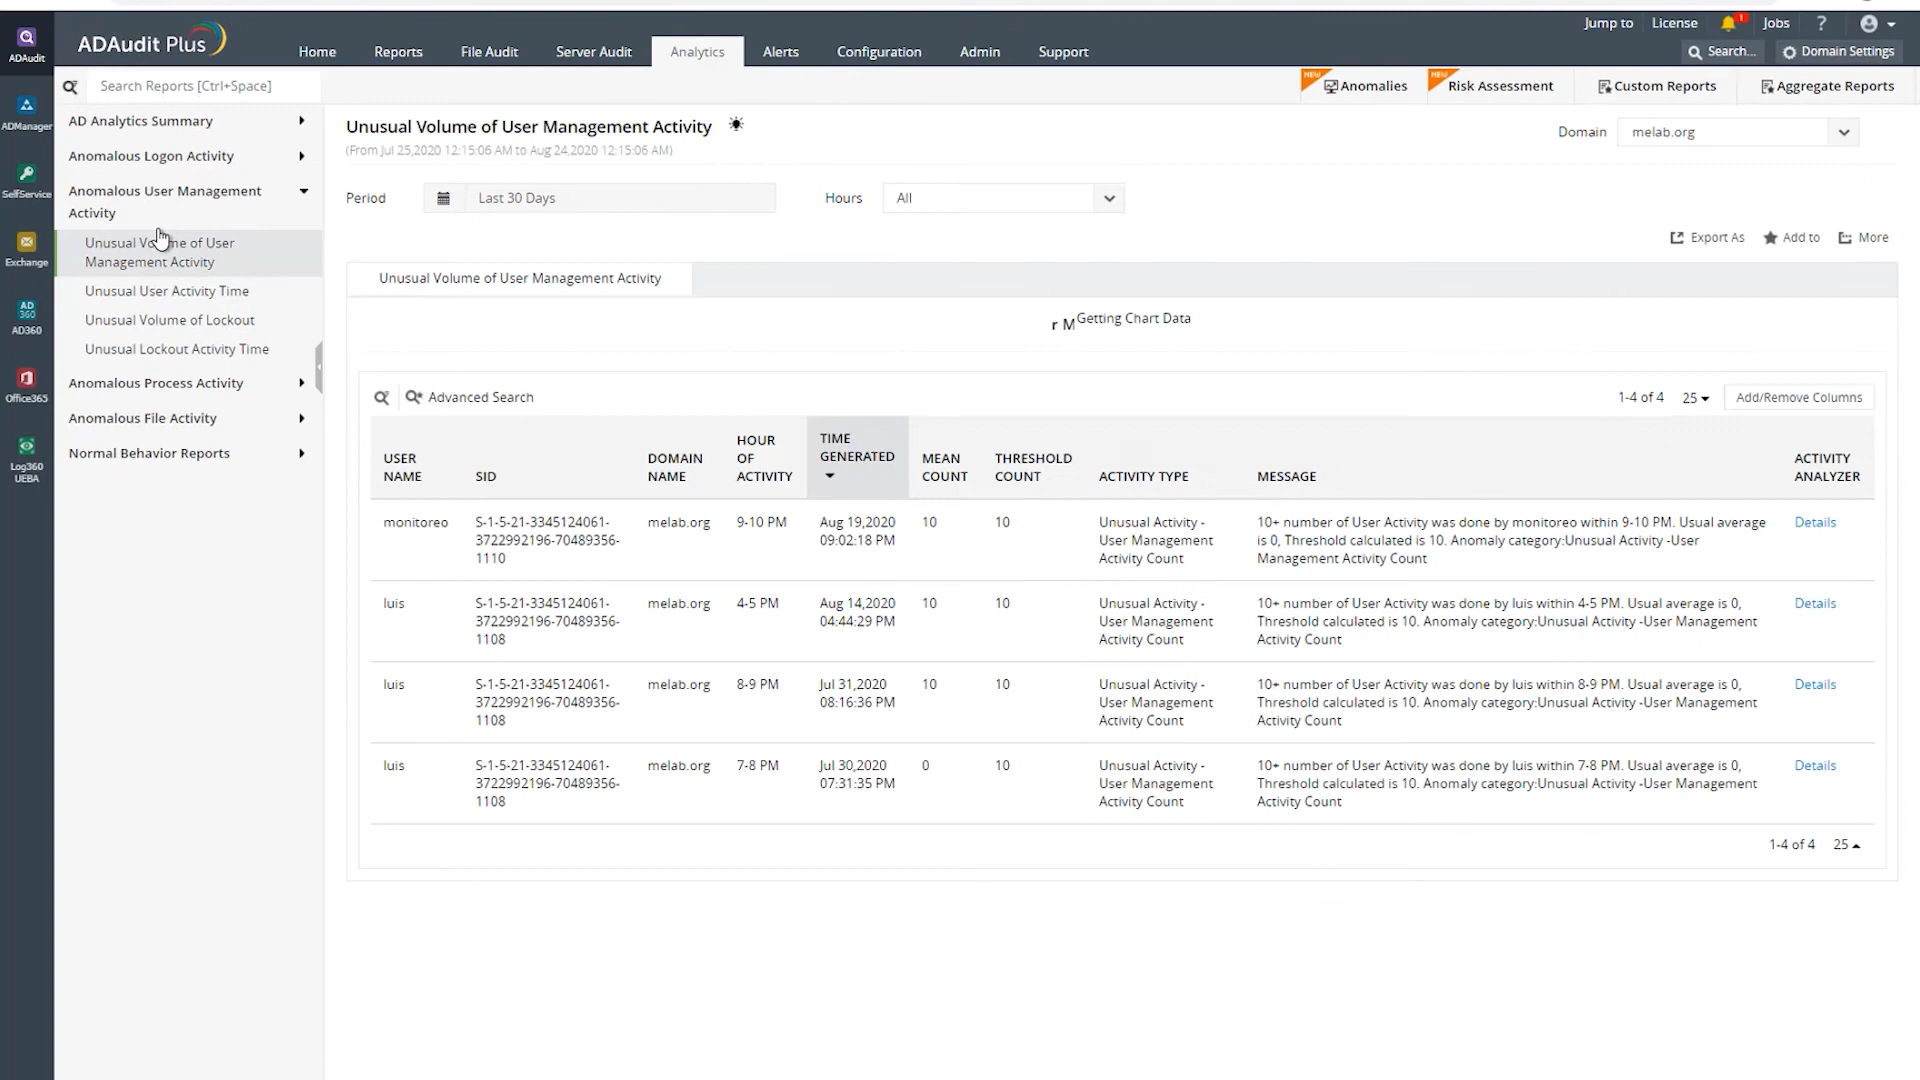 Jump to License 1 Jobs ?
ADAudit Plus
Home Reports File Audit Server Audit Analytics Alerts Configuration Admin Support
Search... Domain Settings
ADAudit
ADManager
SelfService
Exchange
AD
360
AD360
Office365
Log360
UEBA
Search Reports [Ctrl+Space]
NEW Anomalies NEW Risk Assessment Custom Reports Aggregate Reports
AD Analytics Summary
Anomalous Logon Activity
Anomalous User Management
Activity
Unusual Volume of User
Management Activity
Unusual User Activity Time
Unusual Volume of Lockout
Unusual Lockout Activity Time
Anomalous Process Activity
Anomalous File Activity
Normal Behavior Reports
Unusual Volume of User Management Activity
(From Jul 25,2020 12:15:06 AM to Aug 24,2020 12:15:06 AM)
Domain melab.org
Period Last 30 Days Hours All
Export As Add to More
Unusual Volume of User Management Activity
r M Getting Chart Data
Advanced Search 1-4 of 4 25 Add/Remove Columns
USER
NAME
SID
DOMAIN
NAME
HOUR
OF
ACTIVITY
TIME
GENERATED
MEAN
COUNT
THRESHOLD
COUNT
ACTIVITY TYPE
MESSAGE
ACTIVITY
ANALYZER
monitoreo
S-1-5-21-3345124061-
3722992196-70489356-
1110
melab.org
9-10 PM
Aug 19,2020
09:02:18 PM
10
10
Unusual Activity -
User Management
Activity Count
10+ number of User Activity was done by monitoreo within 9-10 PM. Usual average
is 0, Threshold calculated is 10. Anomaly category:Unusual Activity -User
Management Activity Count
Details
luis
S-1-5-21-3345124061-
3722992196-70489356-
1108
melab.org
4-5 PM
Aug 14,2020
04:44:29 PM
10
10
Unusual Activity -
User Management
Activity Count
10+ number of User Activity was done by luis within 4-5 PM. Usual average is 0,
Threshold calculated is 10. Anomaly category:Unusual Activity -User Management
Activity Count
Details
luis
S-1-5-21-3345124061-
3722992196-70489356-
1108
melab.org
8-9 PM
Jul 31,2020
08:16:36 PM
10
10
Unusual Activity -
User Management
Activity Count
10+ number of User Activity was done by luis within 8-9 PM. Usual average is 0,
Threshold calculated is 10. Anomaly category:Unusual Activity -User Management
Activity Count
Details
luis
S-1-5-21-3345124061-
3722992196-70489356-
1108
melab.org
7-8 PM
Jul 30,2020
07:31:35 PM
0
10
Unusual Activity -
User Management
Activity Count
10+ number of User Activity was done by luis within 7-8 PM. Usual average is 0,
Threshold calculated is 10. Anomaly category:Unusual Activity -User Management
Activity Count
Details
1-4 of 4 25